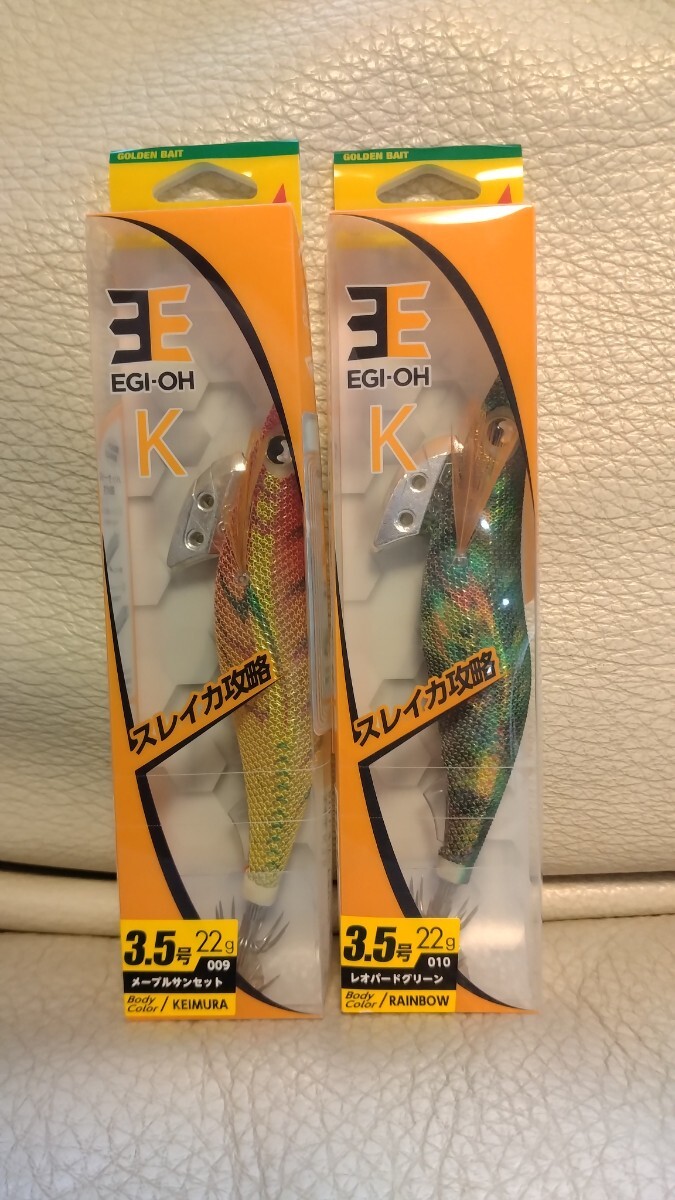 GOLDEN BAIT
EGI-OH
K
スレイカ攻略
3.5号 22g
009
メープルサンセット
Body Color / KEIMURA
GOLDEN BAIT
EGI-OH
K
スレイカ攻略
3.5号 22g
010
レオパードグリーン
Body Color / RAINBOW